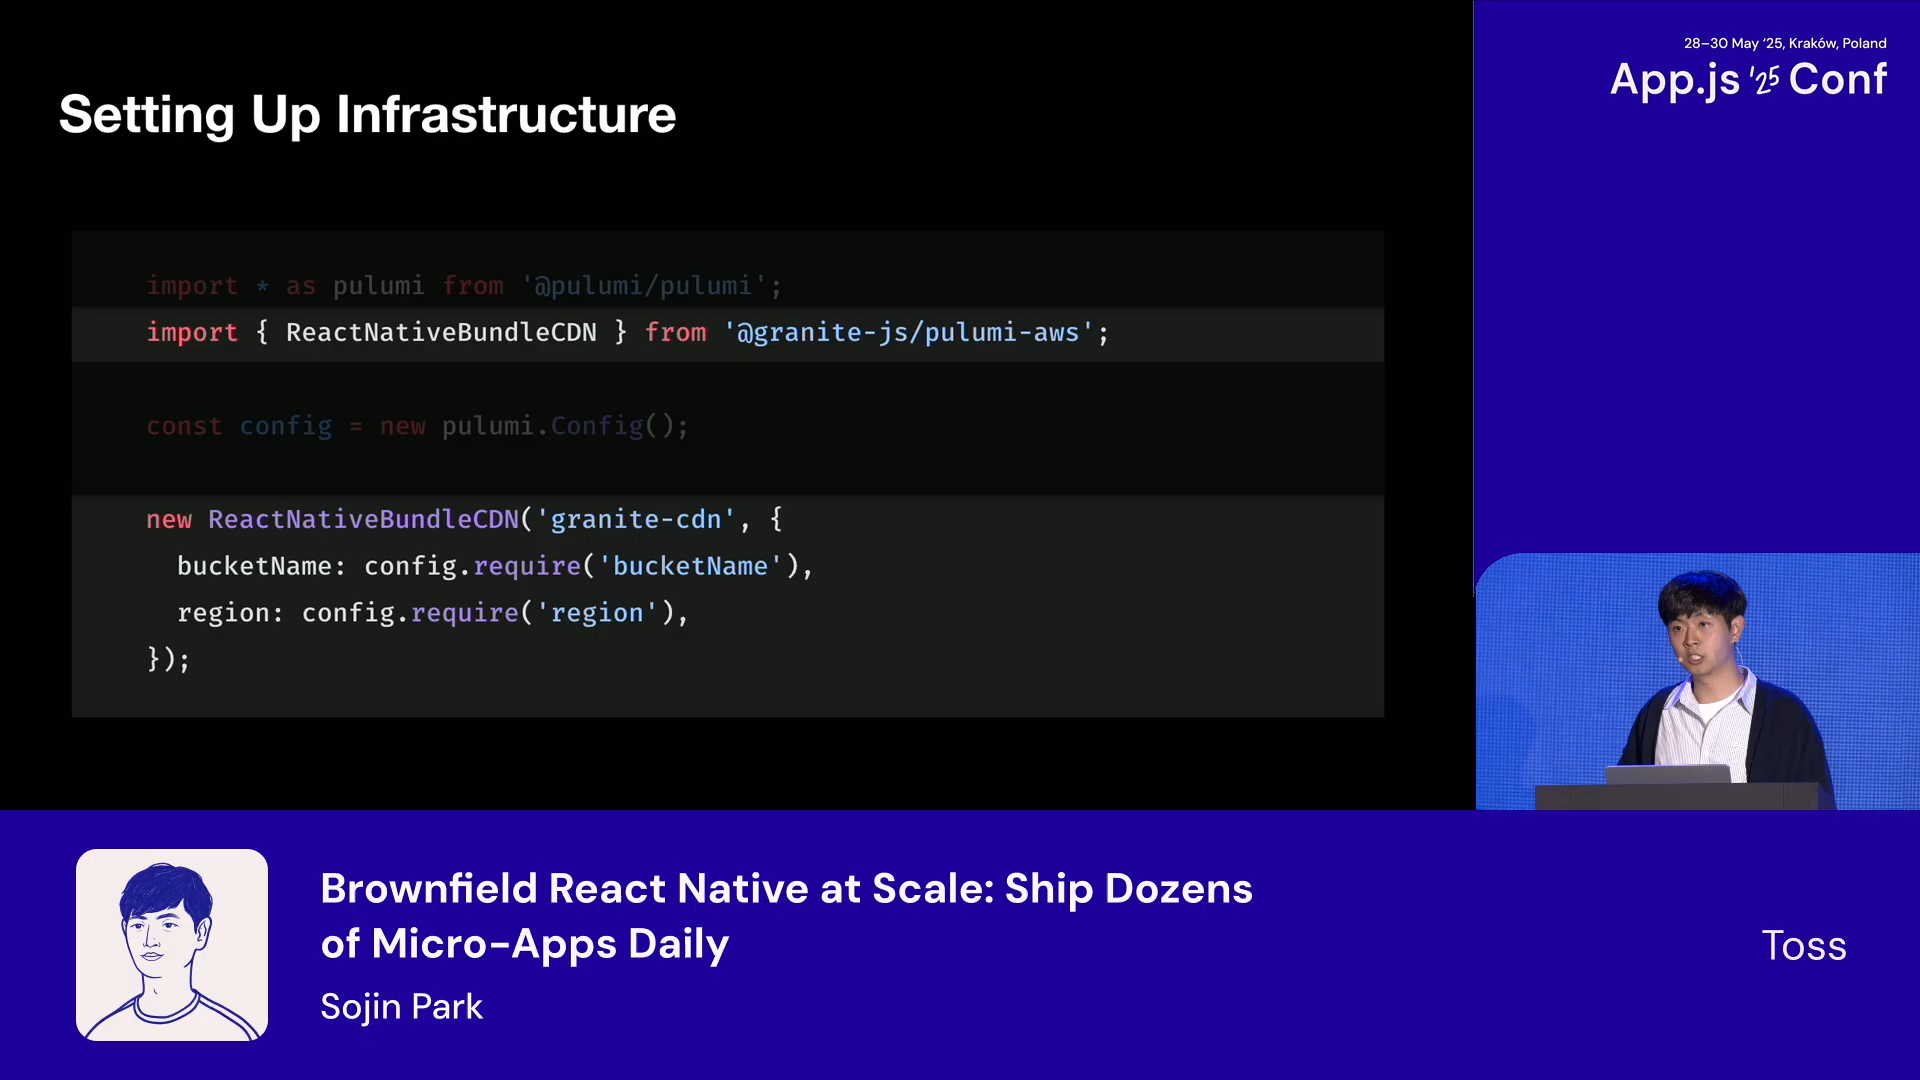 Setting Up Infrastructure
import * as pulumi from '@pulumi/pulumi';
import { ReactNativeBundleCDN } from '@granite-js/pulumi-aws';
const config = new pulumi.Config();
new ReactNativeBundleCDN('granite-cdn', {
bucketName: config.require('bucketName'),
region: config.require('region'),
});
28–30 May '25, Kraków, Poland
App.js '25 Conf
Brownfield React Native at Scale: Ship Dozens
of Micro-Apps Daily
Sojin Park
Toss